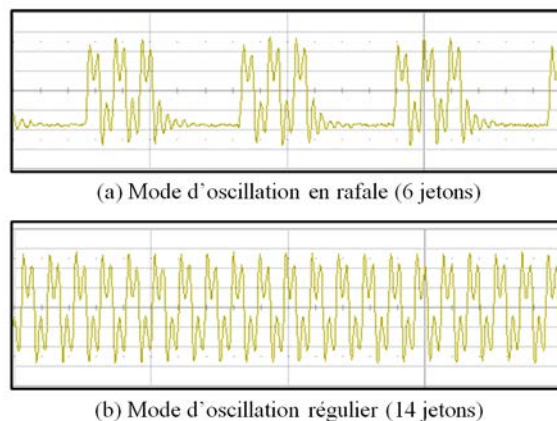 (a) Mode d'oscillation en rafale (6 jetons)
(b) Mode d'oscillation régulier (14 jetons)